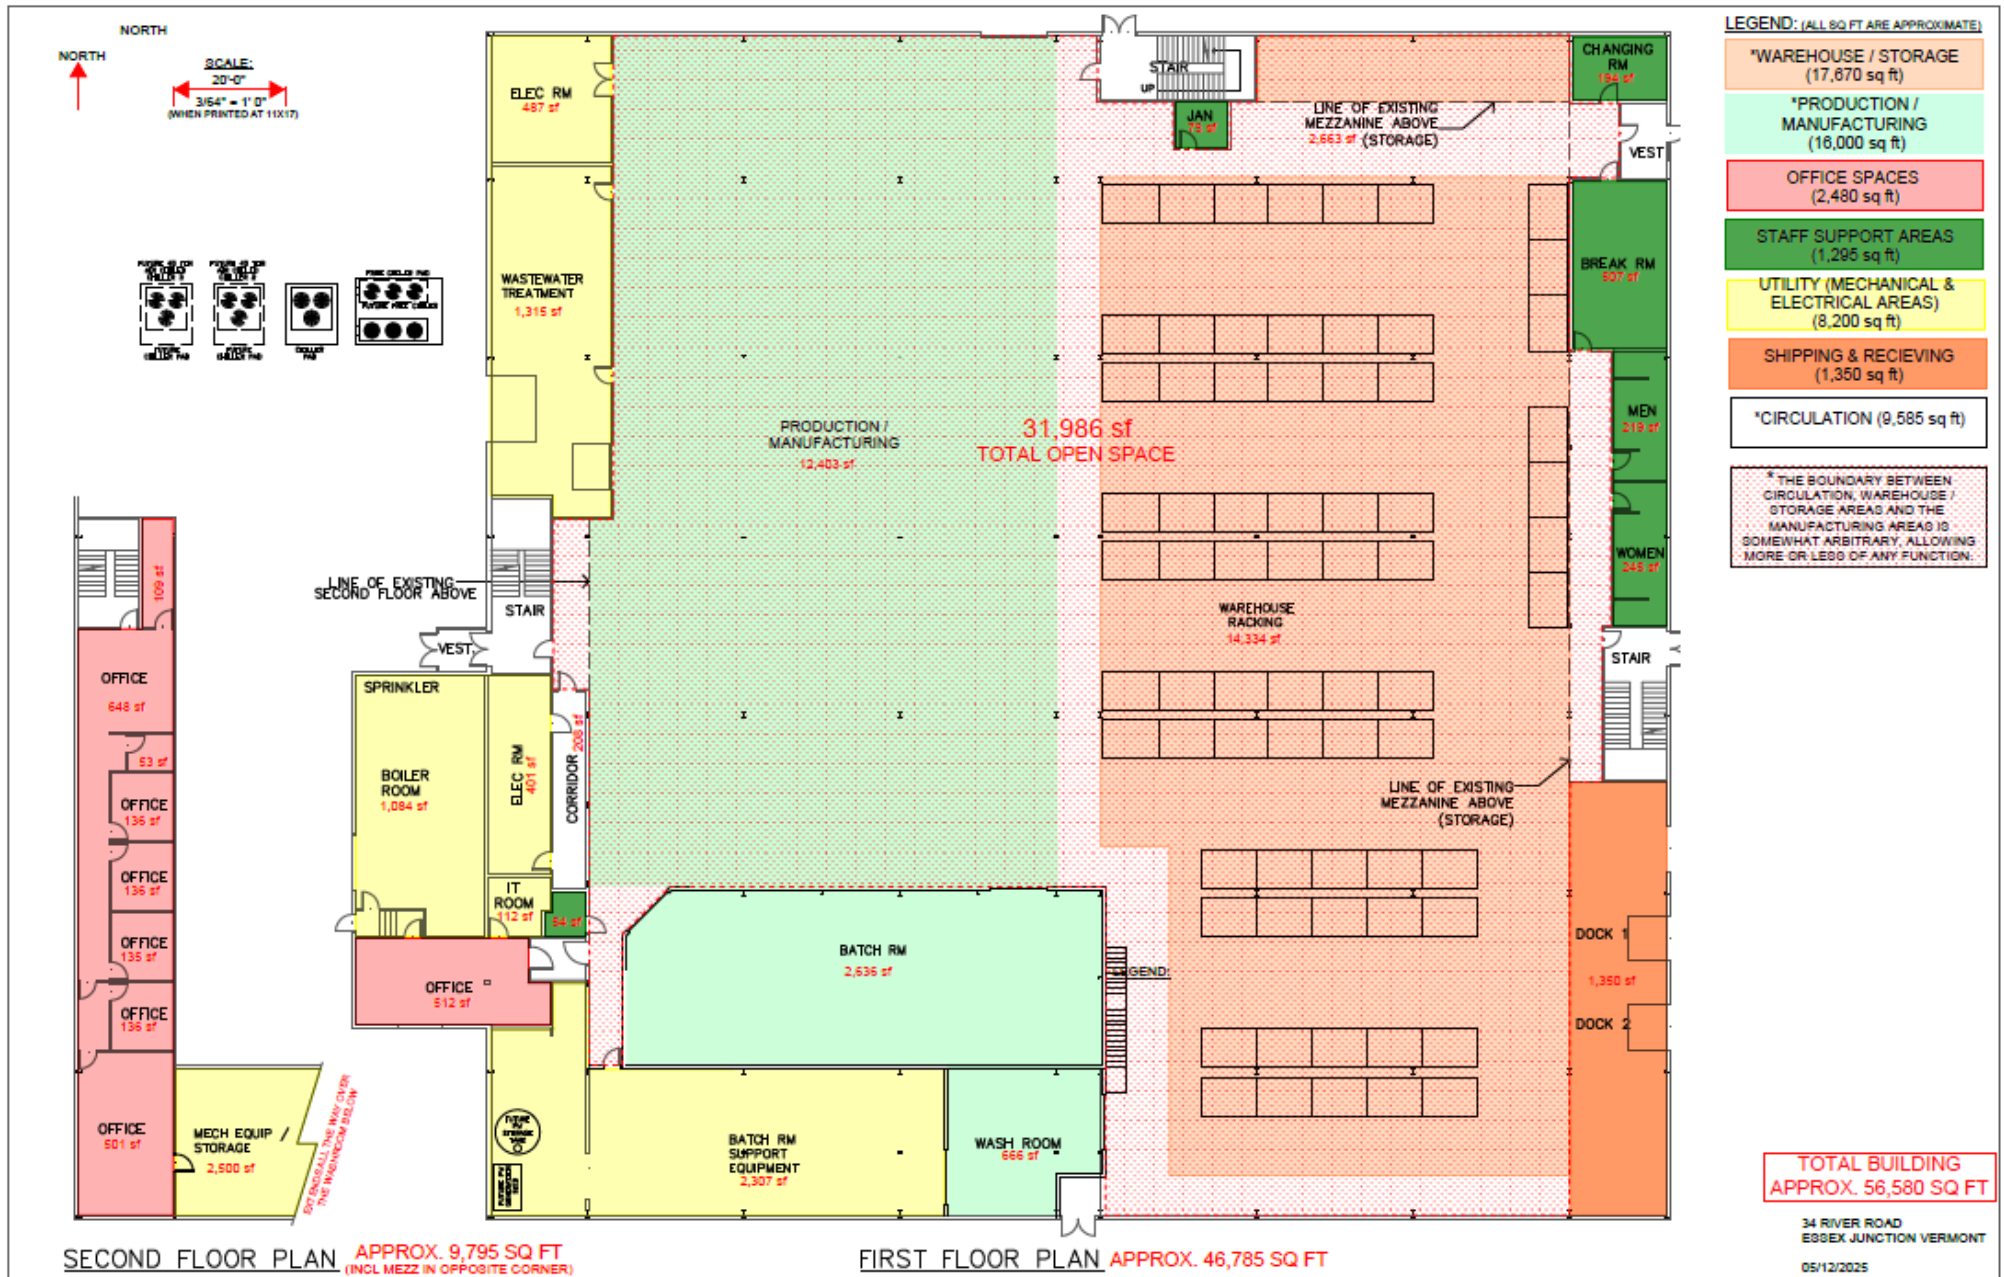 NORTH
NORTH
SCALE:
20'-0"
3/64" = 1' 0"
(WHEN PRINTED AT 11X17)
ELEC RM
487 sf
WASTEWATER
TREATMENT
1,315 sf
PRODUCTION /
MANUFACTURING
12,403 sf
31,986 sf
TOTAL OPEN SPACE
STAIR
UP
JAN
LINE OF EXISTING
MEZZANINE ABOVE
2,663 sf (STORAGE)
CHANGING
RM
194 sf
VEST
BREAK RM
507 sf
MEN
219 sf
WOMEN
245 sf
STAIR
WAREHOUSE
RACKING
14,334 sf
LINE OF EXISTING
MEZZANINE ABOVE
(STORAGE)
DOCK 1
1,350 sf
DOCK 2
LINE OF EXISTING
SECOND FLOOR ABOVE
STAIR
VEST.
SPRINKLER
BOILER
ROOM
1,084 sf
ELEC RM
401 sf
CORRIDOR
208 sf
IT
ROOM
112 sf
54 sf
OFFICE
512 sf
BATCH RM
2,636 sf
LEGEND:
BATCH RM
SUPPORT
EQUIPMENT
2,307 sf
WASH ROOM
666 sf
109 sf
OFFICE
648 sf
53 sf
OFFICE
136 sf
OFFICE
136 sf
OFFICE
135 sf
OFFICE
136 sf
OFFICE
501 sf
MECH EQUIP /
STORAGE
2,500 sf
EXTENDS ALL THE WAY OVER
THE WASHROOM BELOW
SECOND FLOOR PLAN APPROX. 9,795 SQ FT
(INCL MEZZ IN OPPOSITE CORNER)
FIRST FLOOR PLAN APPROX. 46,785 SQ FT
LEGEND: (ALL SQ FT ARE APPROXIMATE)
*WAREHOUSE / STORAGE
(17,670 sq ft)
*PRODUCTION /
MANUFACTURING
(16,000 sq ft)
OFFICE SPACES
(2,480 sq ft)
STAFF SUPPORT AREAS
(1,295 sq ft)
UTILITY (MECHANICAL &
ELECTRICAL AREAS)
(8,200 sq ft)
SHIPPING & RECIEVING
(1,350 sq ft)
*CIRCULATION (9,585 sq ft)
* THE BOUNDARY BETWEEN
CIRCULATION, WAREHOUSE /
STORAGE AREAS AND THE
MANUFACTURING AREAS IS
SOMEWHAT ARBITRARY, ALLOWING
MORE OR LESS OF ANY FUNCTION.
TOTAL BUILDING
APPROX. 56,580 SQ FT
34 RIVER ROAD
ESSEX JUNCTION VERMONT
05/12/2025